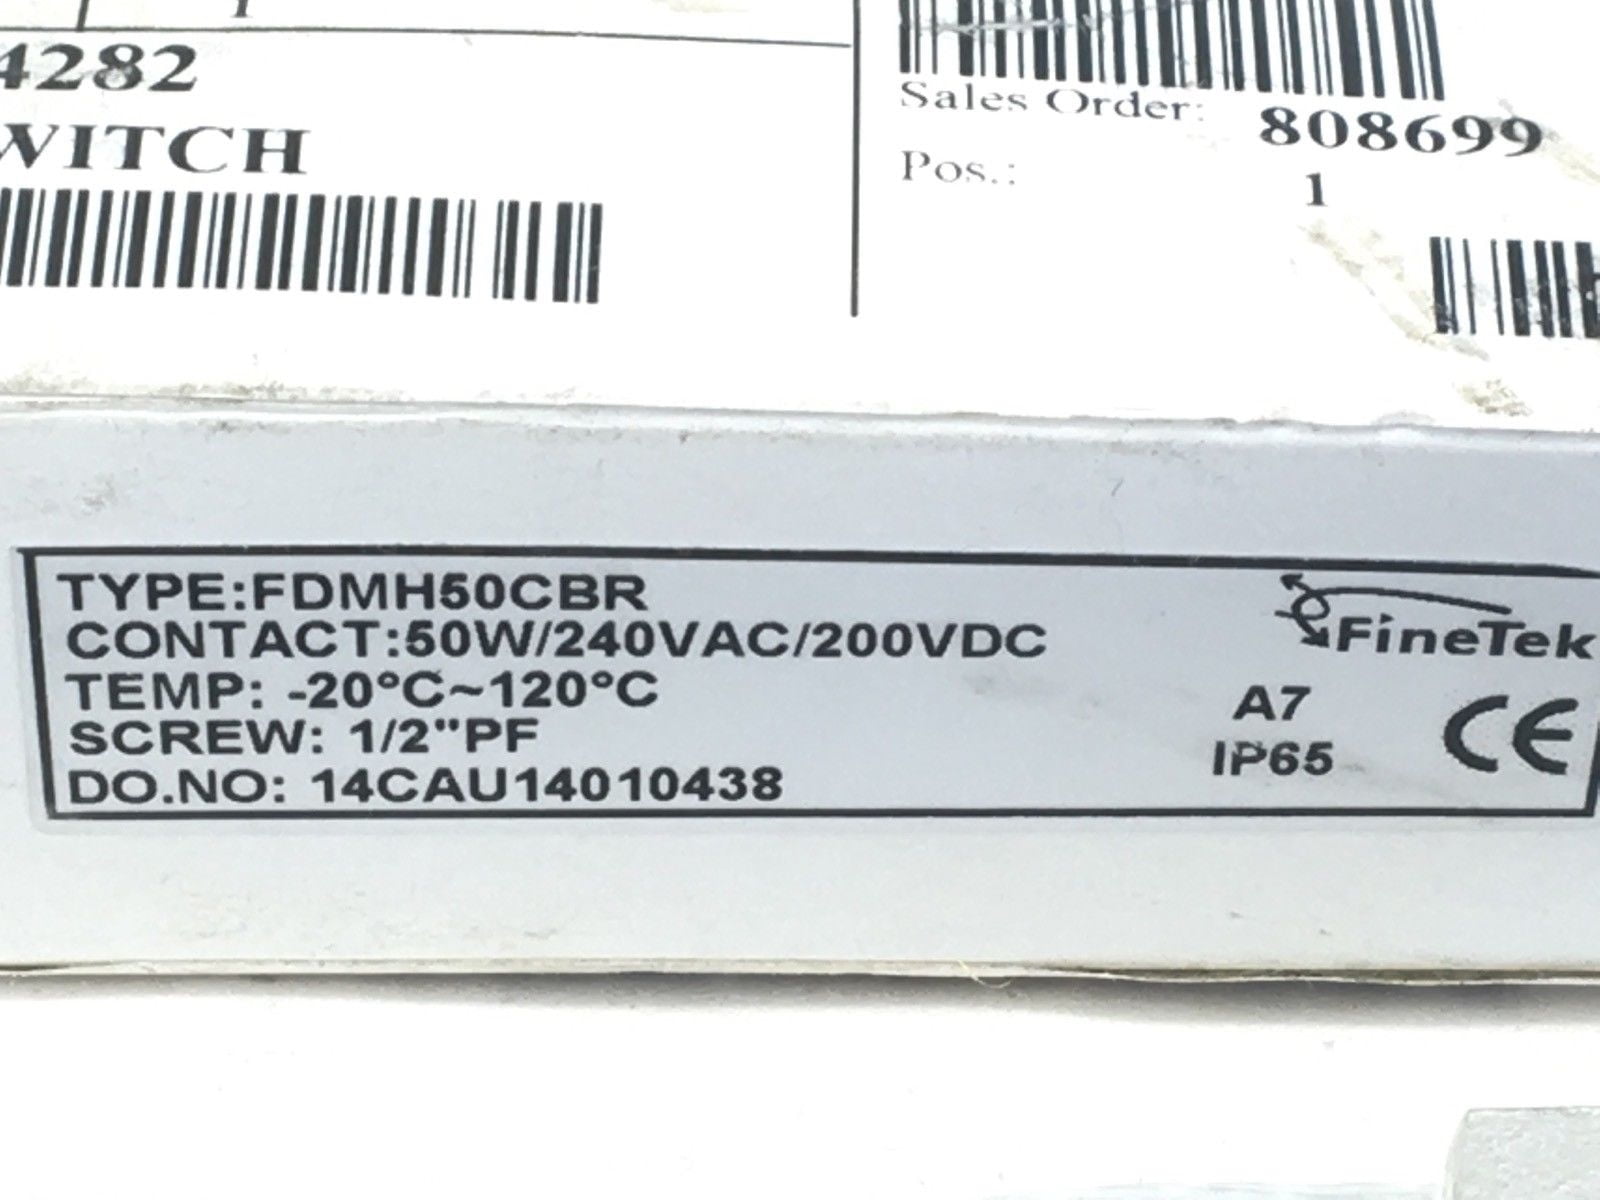 4282
WITCH
Sales Order: 808699
Pos.: 1
TYPE:FDMH50CBR
CONTACT:50W/240VAC/200VDC
TEMP: -20°C~120°C
SCREW: 1/2"PF
DO.NO: 14CAU14010438
FineTek
A7
IP65
CE